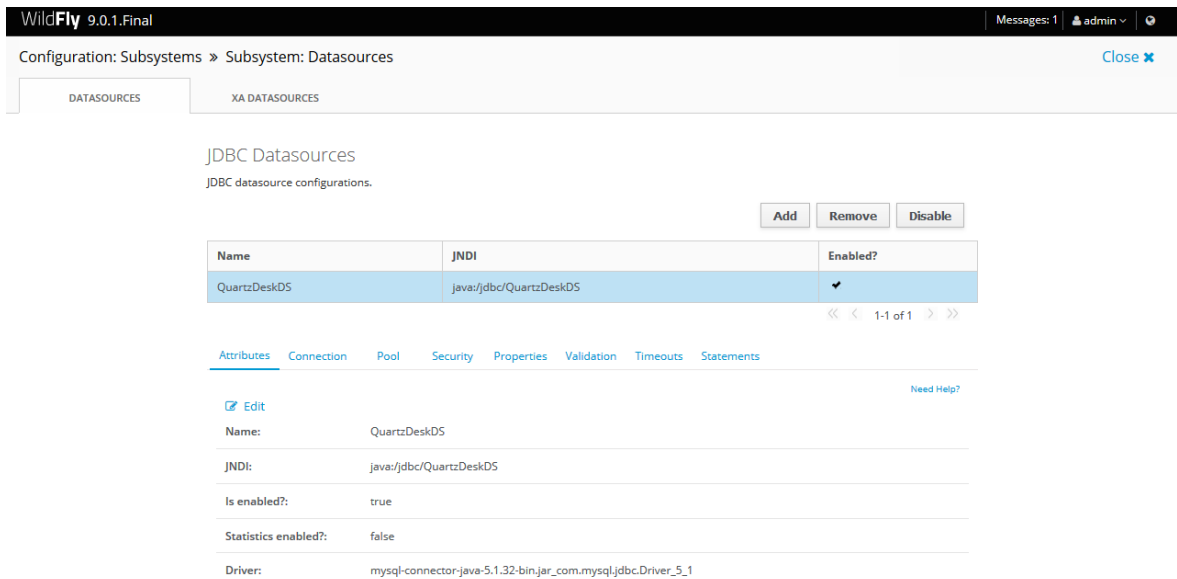 WildFly 9.0.1.Final Messages: 1 admin
Configuration: Subsystems » Subsystem: Datasources Close ✖
DATASOURCES XA DATASOURCES
JDBC Datasources
JDBC datasource configurations.
Add Remove Disable
Name JNDI Enabled?
QuartzDeskDS java:/jdbc/QuartzDeskDS ✔
« ‹ 1-1 of 1 › »
Attributes Connection Pool Security Properties Validation Timeouts Statements
Need Help?
Edit
Name: QuartzDeskDS
JNDI: java:/jdbc/QuartzDeskDS
Is enabled?: true
Statistics enabled?: false
Driver: mysql-connector-java-5.1.32-bin.jar_com.mysql.jdbc.Driver_5_1